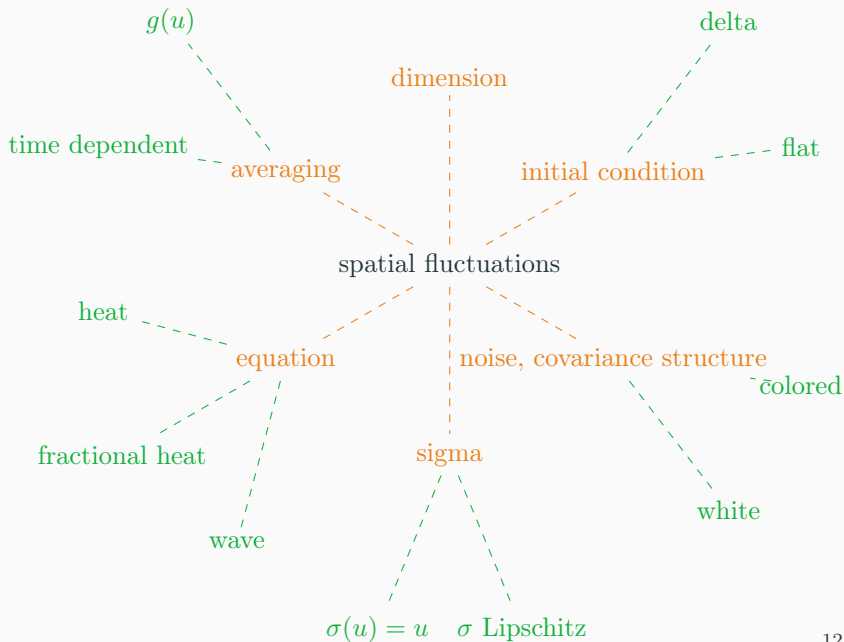 g(u)
delta
dimension
time dependent
flat
averaging
initial condition
spatial fluctuations
heat
equation
noise, covariance structure
colored
fractional heat
sigma
white
wave
σ(u) = u
σ Lipschitz
12